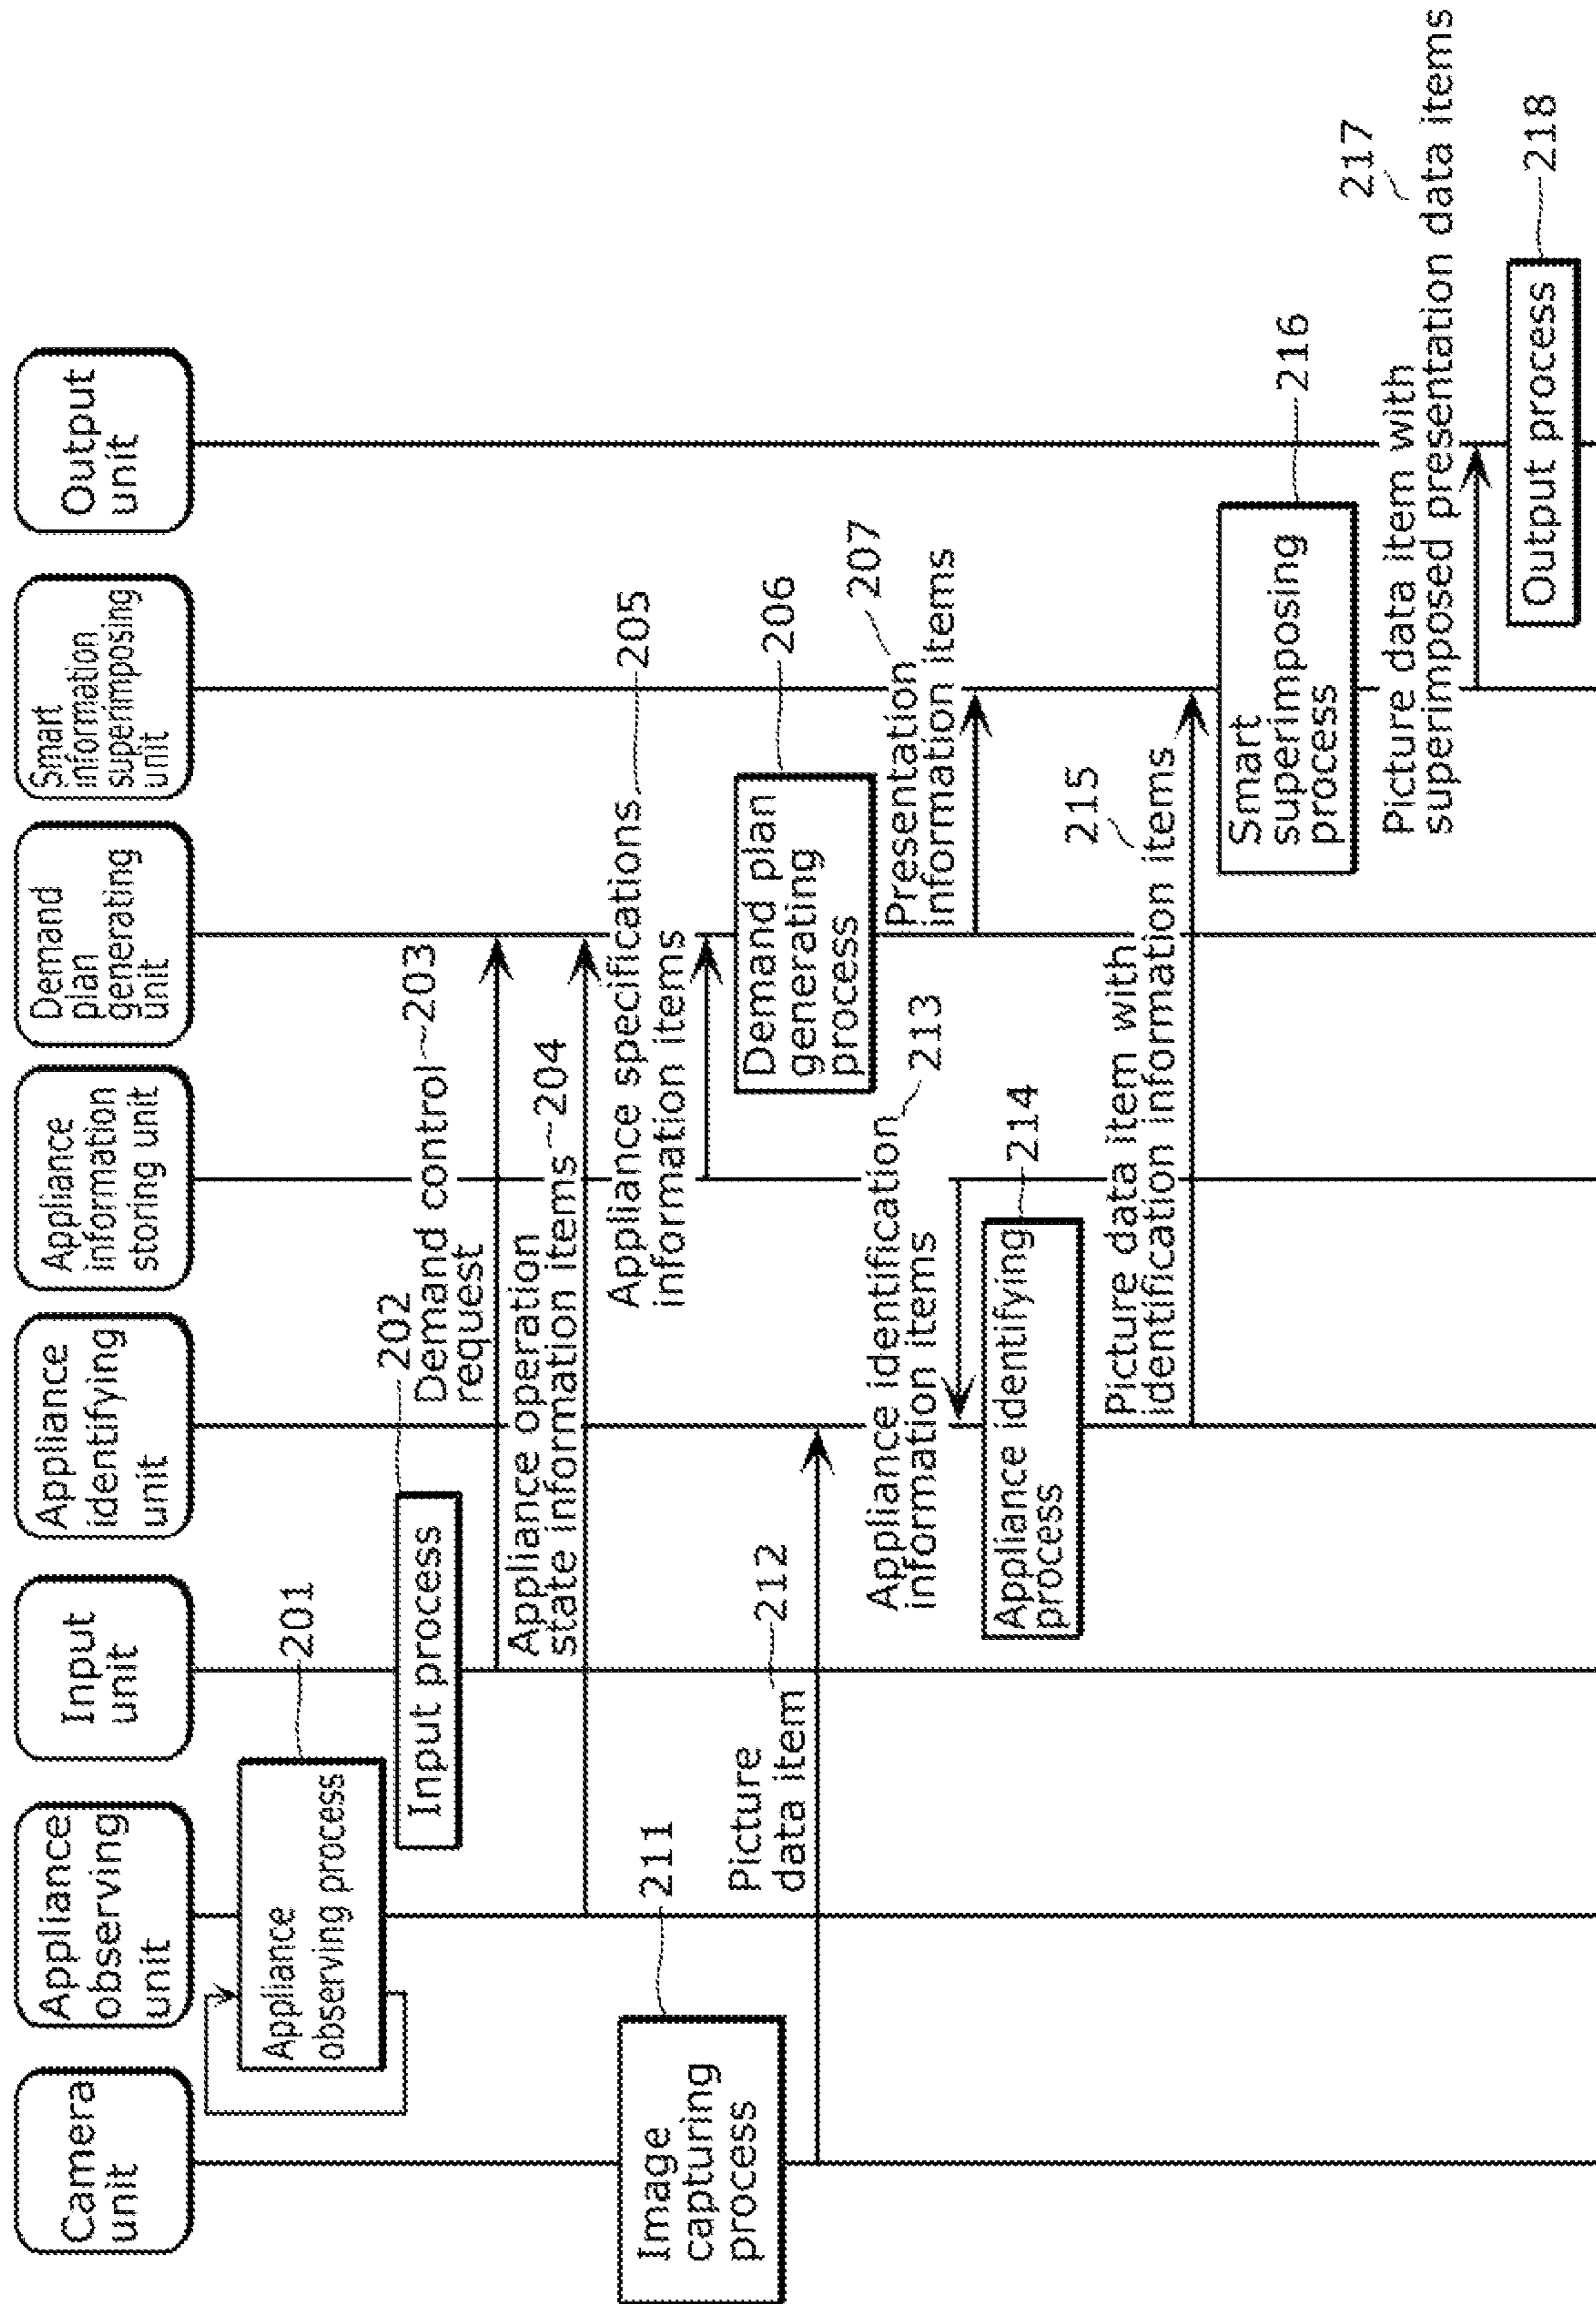 Camera
unit
Appliance
observing
unit
Input
unit
Appliance
identifying
unit
Appliance
information
storing unit
Demand
plan
generating
unit
Smart
information
superimposing
unit
Output
unit
Appliance
observing process
201
Input process
202
Demand control
request
203
Appliance operation
state information items
204
Appliance specifications
information items
205
Image
capturing
process
211
Demand plan
generating
process
206
Picture
data item
212
Presentation
information items
207
Appliance identification
information items
213
Appliance identifying
process
214
Picture data item with
identification information items
215
Smart
superimposing
process
216
Picture data item with
superimposed presentation data items
217
Output process
218